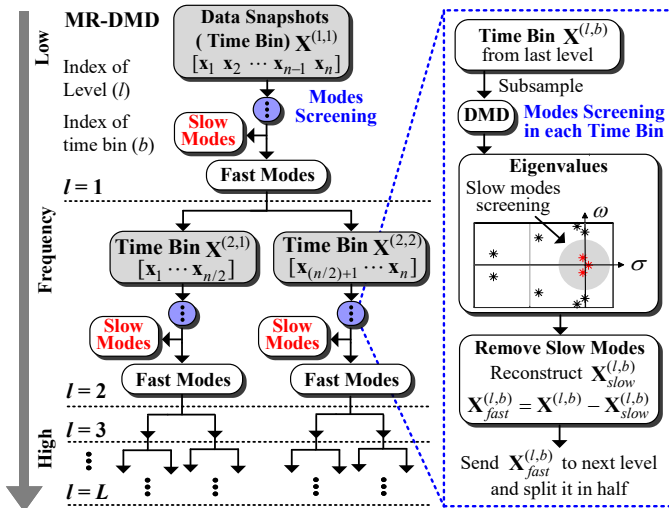 MR-DMD
Data Snapshots
( Time Bin) X^(1,1)
[x_1 x_2 ⋯ x_{n−1} x_n]
Low
Index of
Level (l)
Index of
time bin (b)
Modes
Screening
Slow
Modes
Fast Modes
l = 1
Frequency
Time Bin X^(2,1)
[x_1 ⋯ x_{n/2}]
Time Bin X^(2,2)
[x_{(n/2)+1} ⋯ x_n]
Slow
Modes
Slow
Modes
Fast Modes
Fast Modes
l = 2
l = 3
High
l = L
Time Bin X^(l,b)
from last level
Subsample
DMD
Modes Screening
in each Time Bin
Eigenvalues
Slow modes
screening
ω
σ
Remove Slow Modes
Reconstruct X_slow^(l,b)
X_fast^(l,b) = X^(l,b) − X_slow^(l,b)
Send X_fast^(l,b) to next level
and split it in half